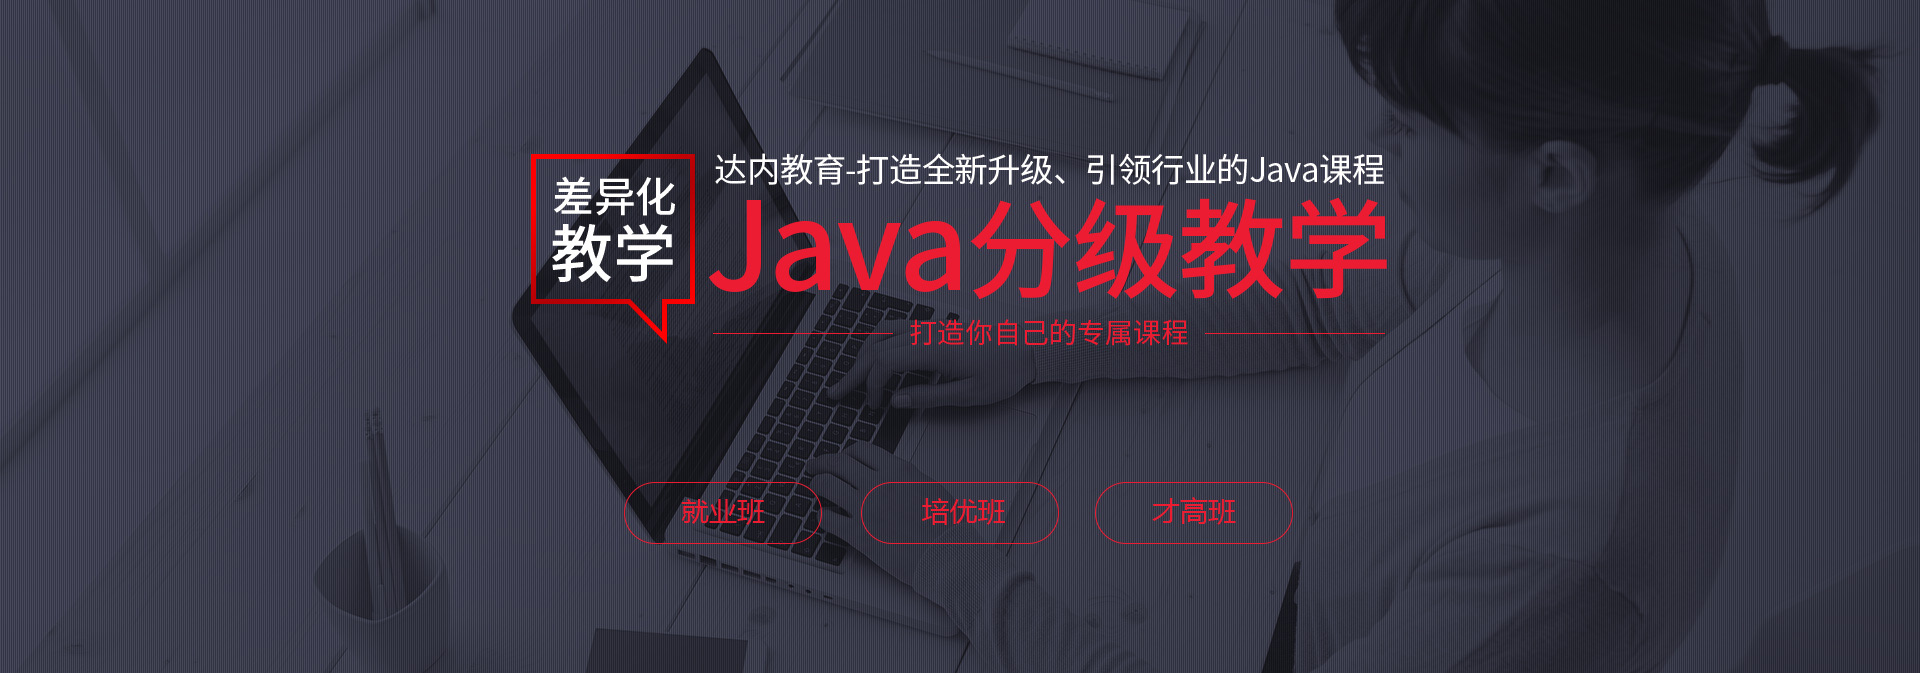 差异化
教学
达内教育-打造全新升级、引领行业的Java课程
Java分级教学
打造你自己的专属课程
就业班
培优班
才高班